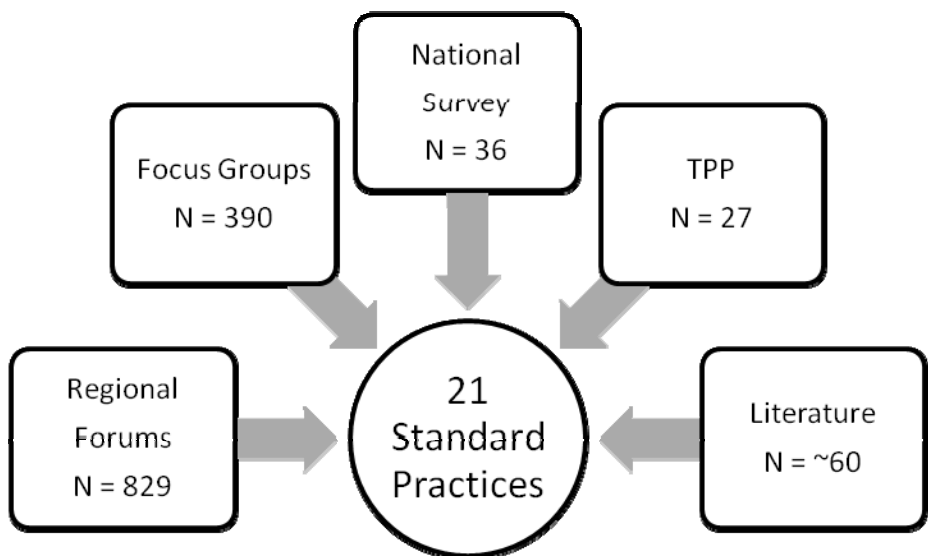 National
Survey
N = 36
Focus Groups
N = 390
TPP
N = 27
Regional
Forums
N = 829
21
Standard
Practices
Literature
N = ~60